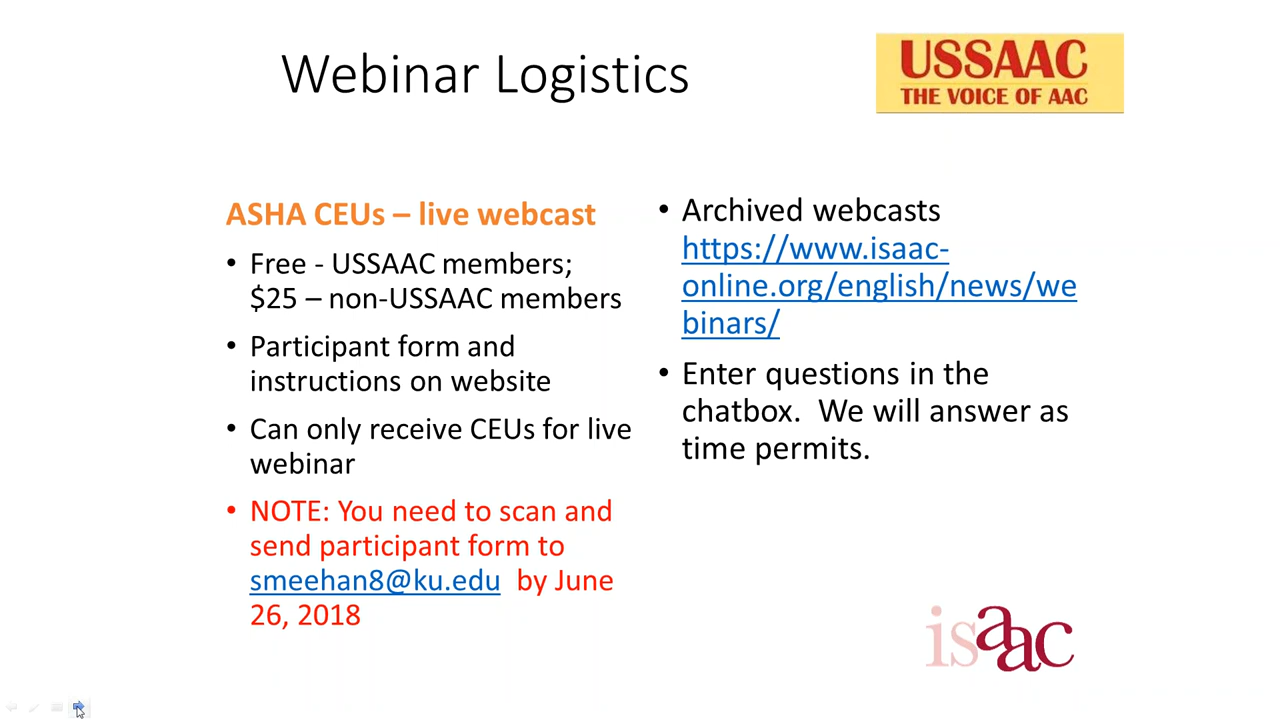 Webinar Logistics
USSAAC
THE VOICE OF AAC
ASHA CEUs – live webcast
• Free - USSAAC members;
$25 – non-USSAAC members
• Participant form and
instructions on website
• Can only receive CEUs for live
webinar
• NOTE: You need to scan and
send participant form to
smeehan8@ku.edu by June
26, 2018
• Archived webcasts
https://www.isaac-
online.org/english/news/we
binars/
• Enter questions in the
chatbox. We will answer as
time permits.
isaac